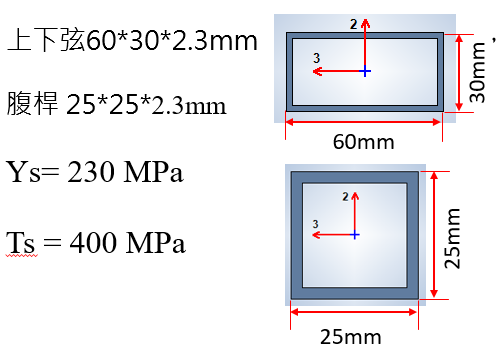 上下弦60*30*2.3mm
腹桿 25*25*2.3mm
Ys= 230 MPa
Ts = 400 MPa
2
3
30mm
,
60mm
2
3
25mm
25mm